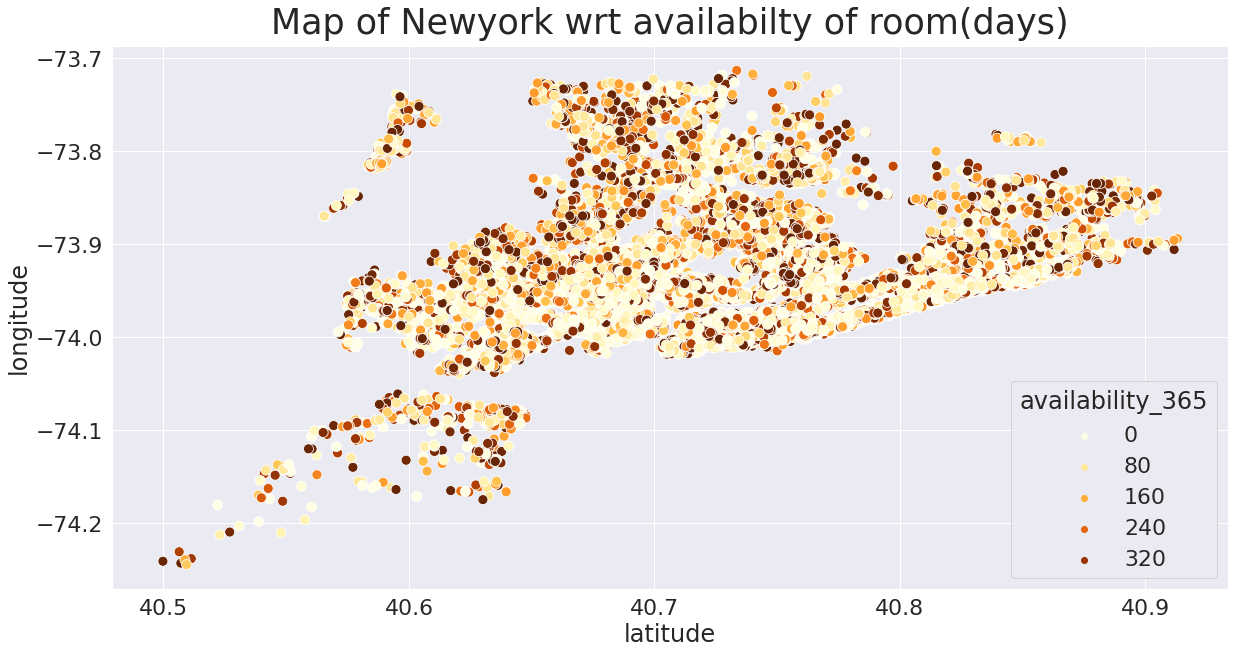 Map of Newyork wrt availabilty of room(days)
−73.7
−73.8
−73.9
−74.0
−74.1
−74.2
longitude
40.5 40.6 40.7 40.8 40.9
latitude
availability_365
0
80
160
240
320